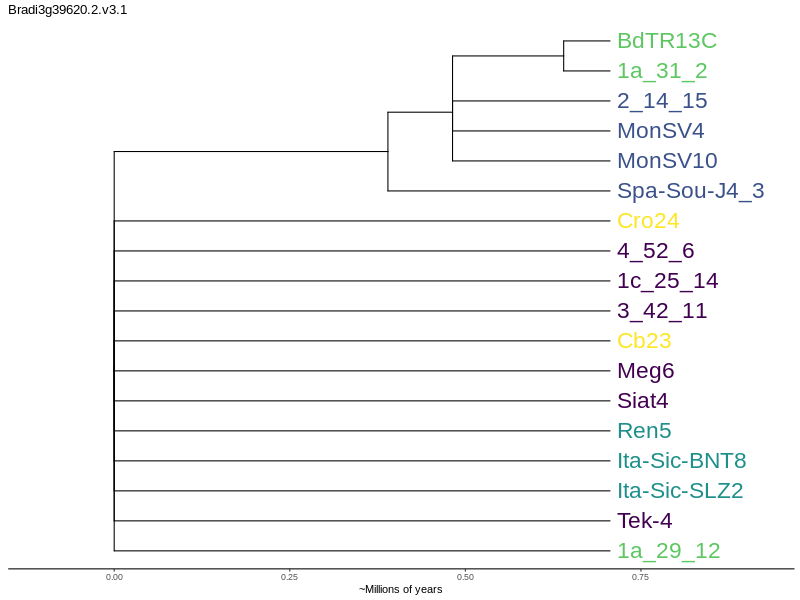 Bradi3g39620.2.v3.1
BdTR13C
1a_31_2
2_14_15
MonSV4
MonSV10
Spa-Sou-J4_3
Cro24
4_52_6
1c_25_14
3_42_11
Cb23
Meg6
Siat4
Ren5
Ita-Sic-BNT8
Ita-Sic-SLZ2
Tek-4
1a_29_12
0.00 0.25 0.50 0.75
~Millions of years